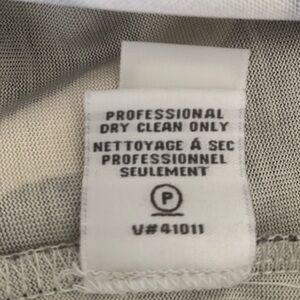 PROFESSIONAL
DRY CLEAN ONLY
NETTOYAGE Á SEC
PROFESSIONNEL
SEULEMENT
P
V#41011